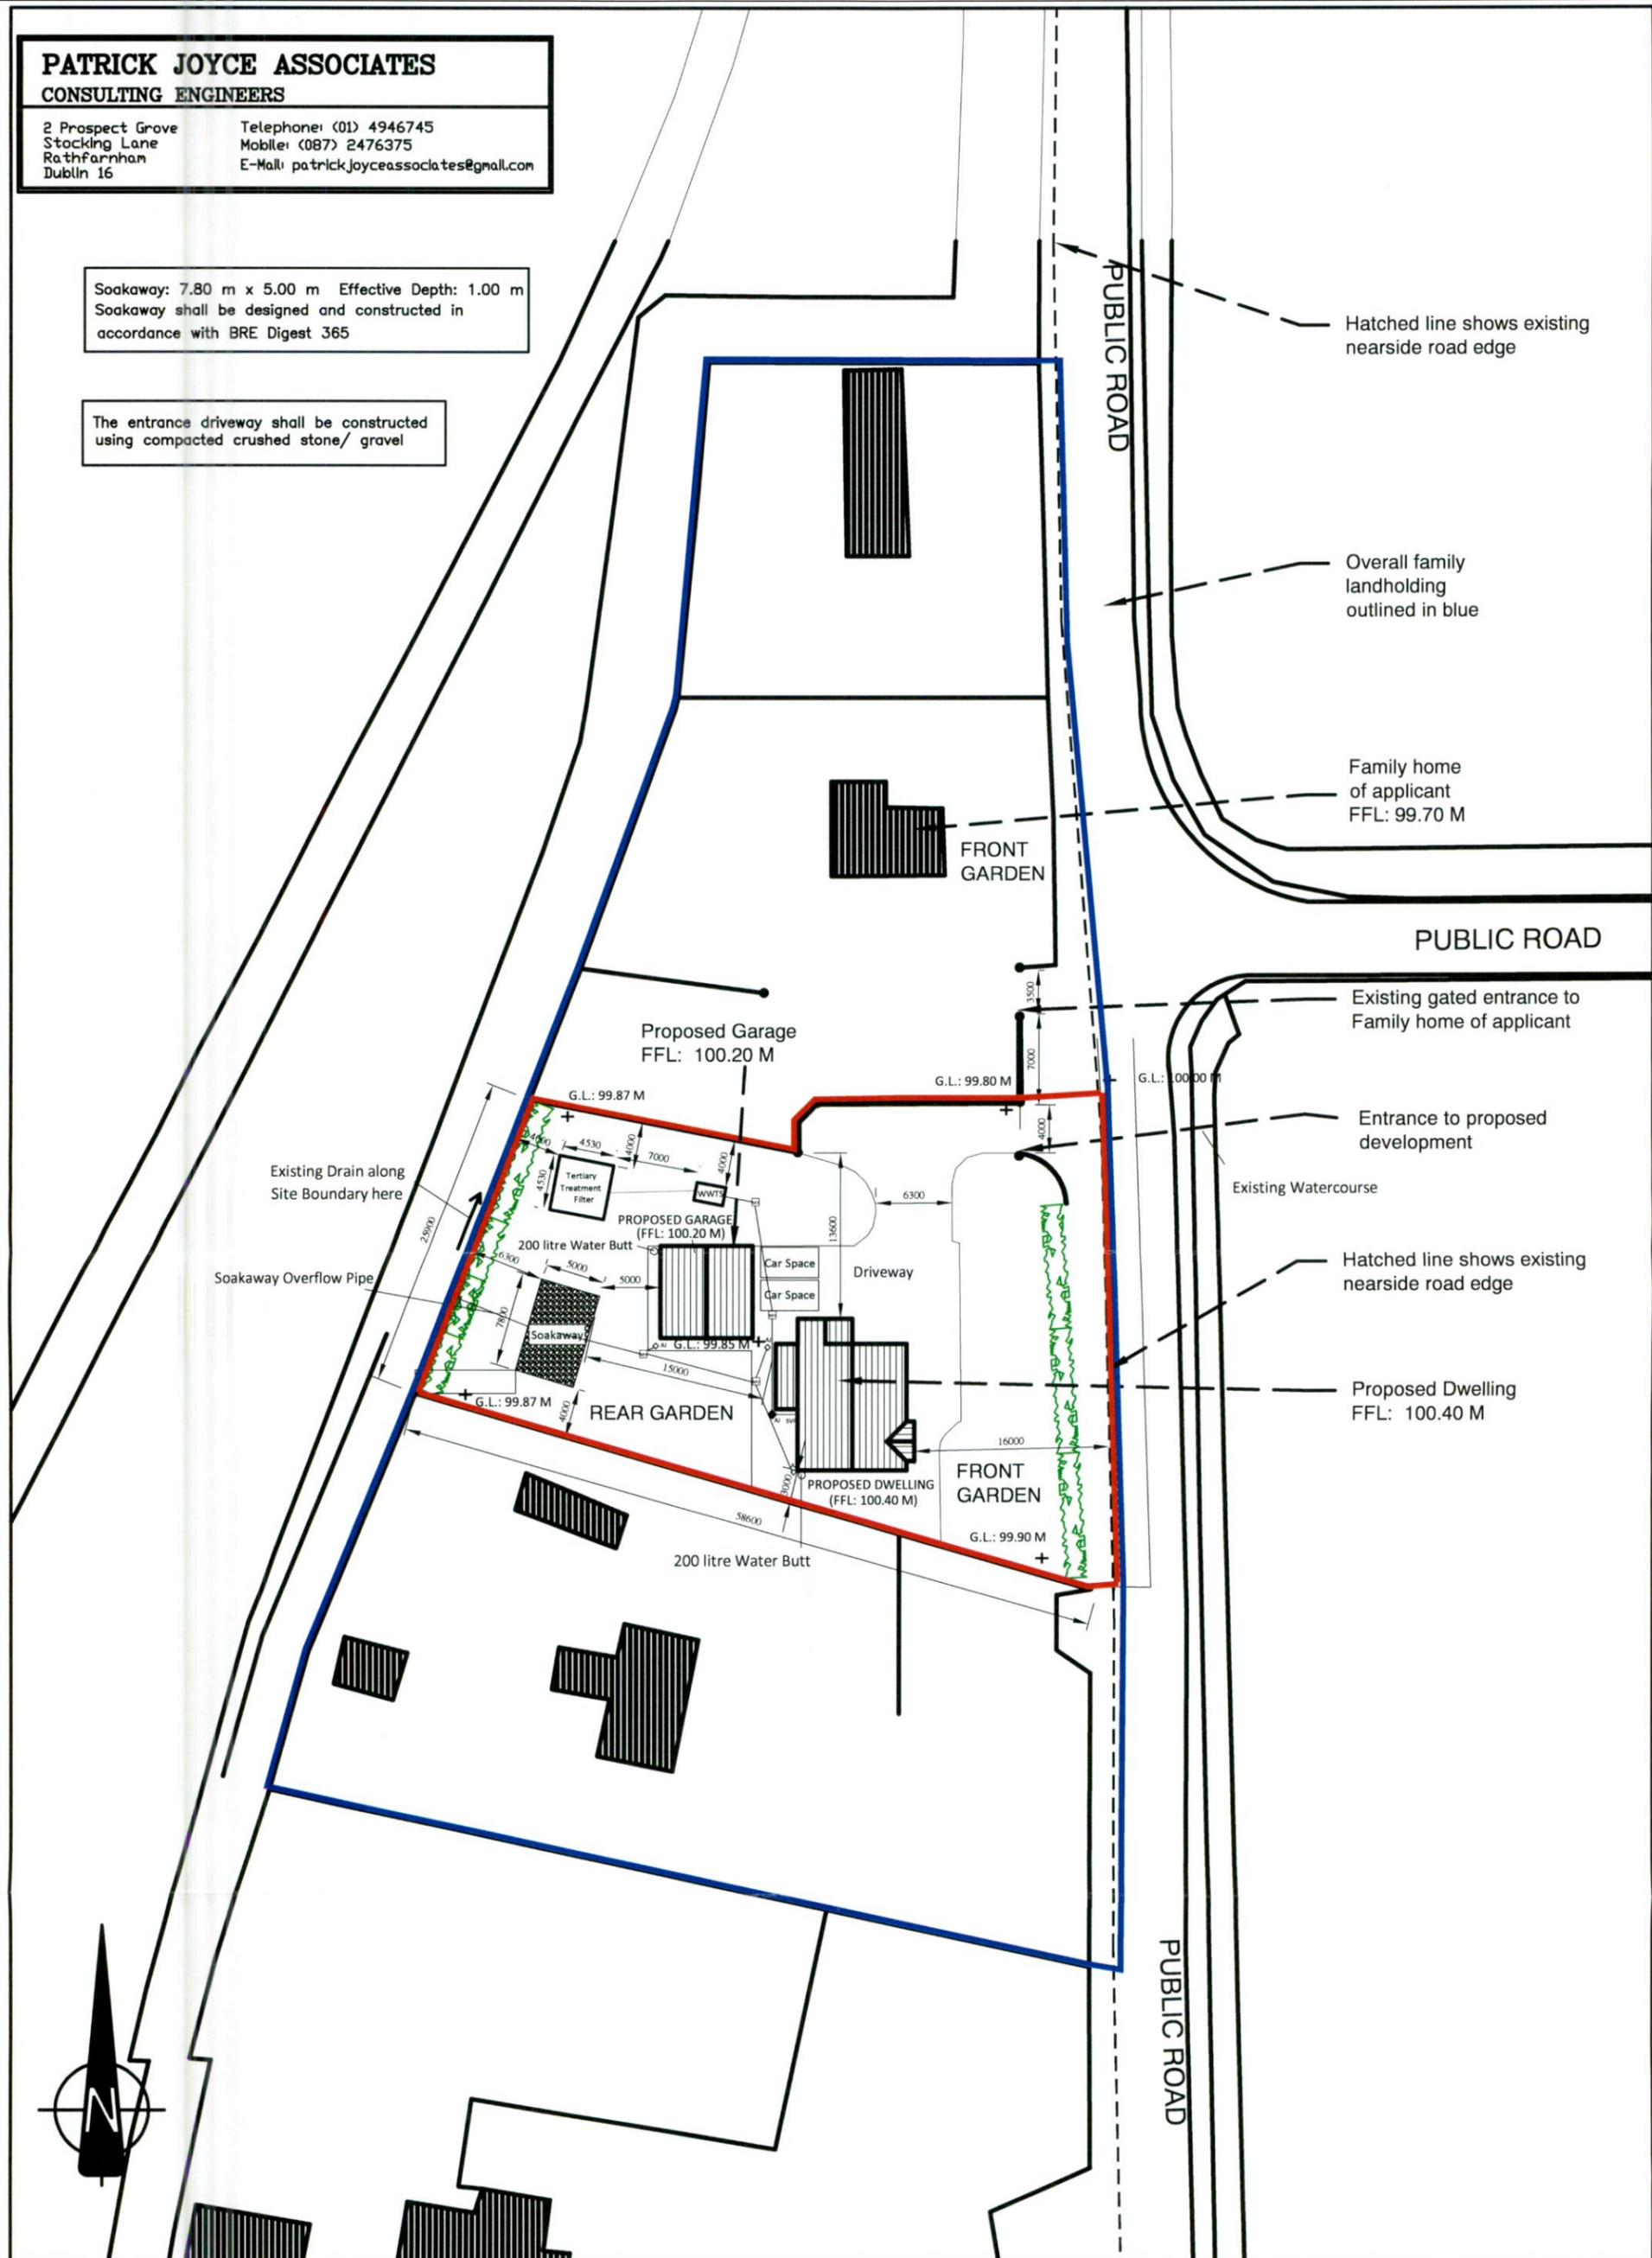 PATRICK JOYCE ASSOCIATES
CONSULTING ENGINEERS
2 Prospect Grove
Stocking Lane
Rathfarnham
Dublin 16
Telephone: (01) 4946745
Mobile: (087) 2476375
E-Mail: patrickjoyceassociates@gmail.com
Soakaway: 7.80 m x 5.00 m Effective Depth: 1.00 m
Soakaway shall be designed and constructed in
accordance with BRE Digest 365
The entrance driveway shall be constructed
using compacted crushed stone/ gravel
PUBLIC ROAD
Hatched line shows existing
nearside road edge
Overall family
landholding
outlined in blue
Family home
of applicant
FFL: 99.70 M
FRONT
GARDEN
PUBLIC ROAD
3500
Existing gated entrance to
Family home of applicant
7000
Proposed Garage
FFL: 100.20 M
G.L.: 99.80 M
G.L.: 100.00 M
G.L.: 99.87 M
4000
Entrance to proposed
development
4000
4530
4000
7000
4000
4530
Tertiary
Treatment
Filter
WWTS
Existing Drain along
Site Boundary here
25900
6300
13600
Existing Watercourse
PROPOSED GARAGE
(FFL: 100.20 M)
200 litre Water Butt
6300
5000
5000
Car Space
Car Space
Driveway
Hatched line shows existing
nearside road edge
Soakaway Overflow Pipe
7800
Soakaway
G.L.: 99.85 M
15000
AJ
AJ
Proposed Dwelling
FFL: 100.40 M
G.L.: 99.87 M
4000
REAR GARDEN
16000
FRONT
GARDEN
PROPOSED DWELLING
(FFL: 100.40 M)
3000
58600
G.L.: 99.90 M
200 litre Water Butt
PUBLIC ROAD
N